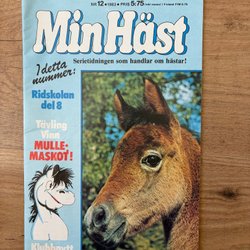 NR 12 • 1983 • PRIS 5:75
Min Häst
Serietidningen som handlar om hästar!
I detta
nummer:
Ridskolan
del 8
Tävling
Vinn
MULLE-
MASKOT!
Klubbnytt